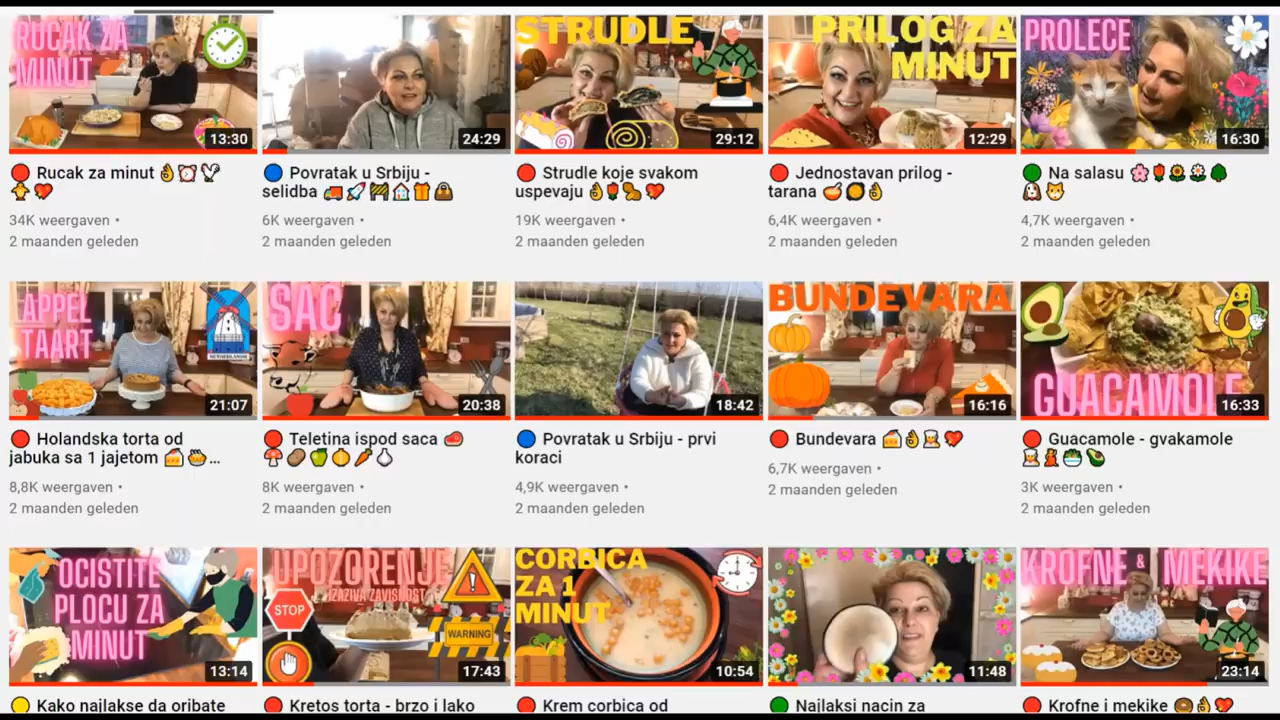 RUCAK ZA
MINUT
13:30
24:29
STRUDLE
29:12
PRILOG ZA
MINUT
12:29
PROLECE
16:30
Rucak za minut
34K weergaven •
2 maanden geleden
Povratak u Srbiju -
selidba
6K weergaven •
2 maanden geleden
Strudle koje svakom
uspevaju
19K weergaven •
2 maanden geleden
Jednostavan prilog -
tarana
6,4K weergaven •
2 maanden geleden
Na salasu
4,7K weergaven •
2 maanden geleden
APPEL
TAART
NETHERLANDS
21:07
SAC
20:38
18:42
BUNDEVARA
16:16
GUACAMOLE
16:33
Holandska torta od
jabuka sa 1 jajetom ...
8,8K weergaven •
2 maanden geleden
Teletina ispod saca
8K weergaven •
2 maanden geleden
Povratak u Srbiju - prvi
koraci
4,9K weergaven •
2 maanden geleden
Bundevara
6,7K weergaven •
2 maanden geleden
Guacamole - gvakamole
3K weergaven •
2 maanden geleden
OCISTITE
PLOCU ZA
MINUT
13:14
UPOZORENJE
IZAZIVA ZAVISNOST
STOP
WARNING
17:43
CORBICA
ZA 1
MINUT
10:54
11:48
KROFNE & MEKIKE
23:14
Kako najlakse da oribate
Kretos torta - brzo i lako
Krem corbica od
Najlaksi nacin za
Krofne i mekike